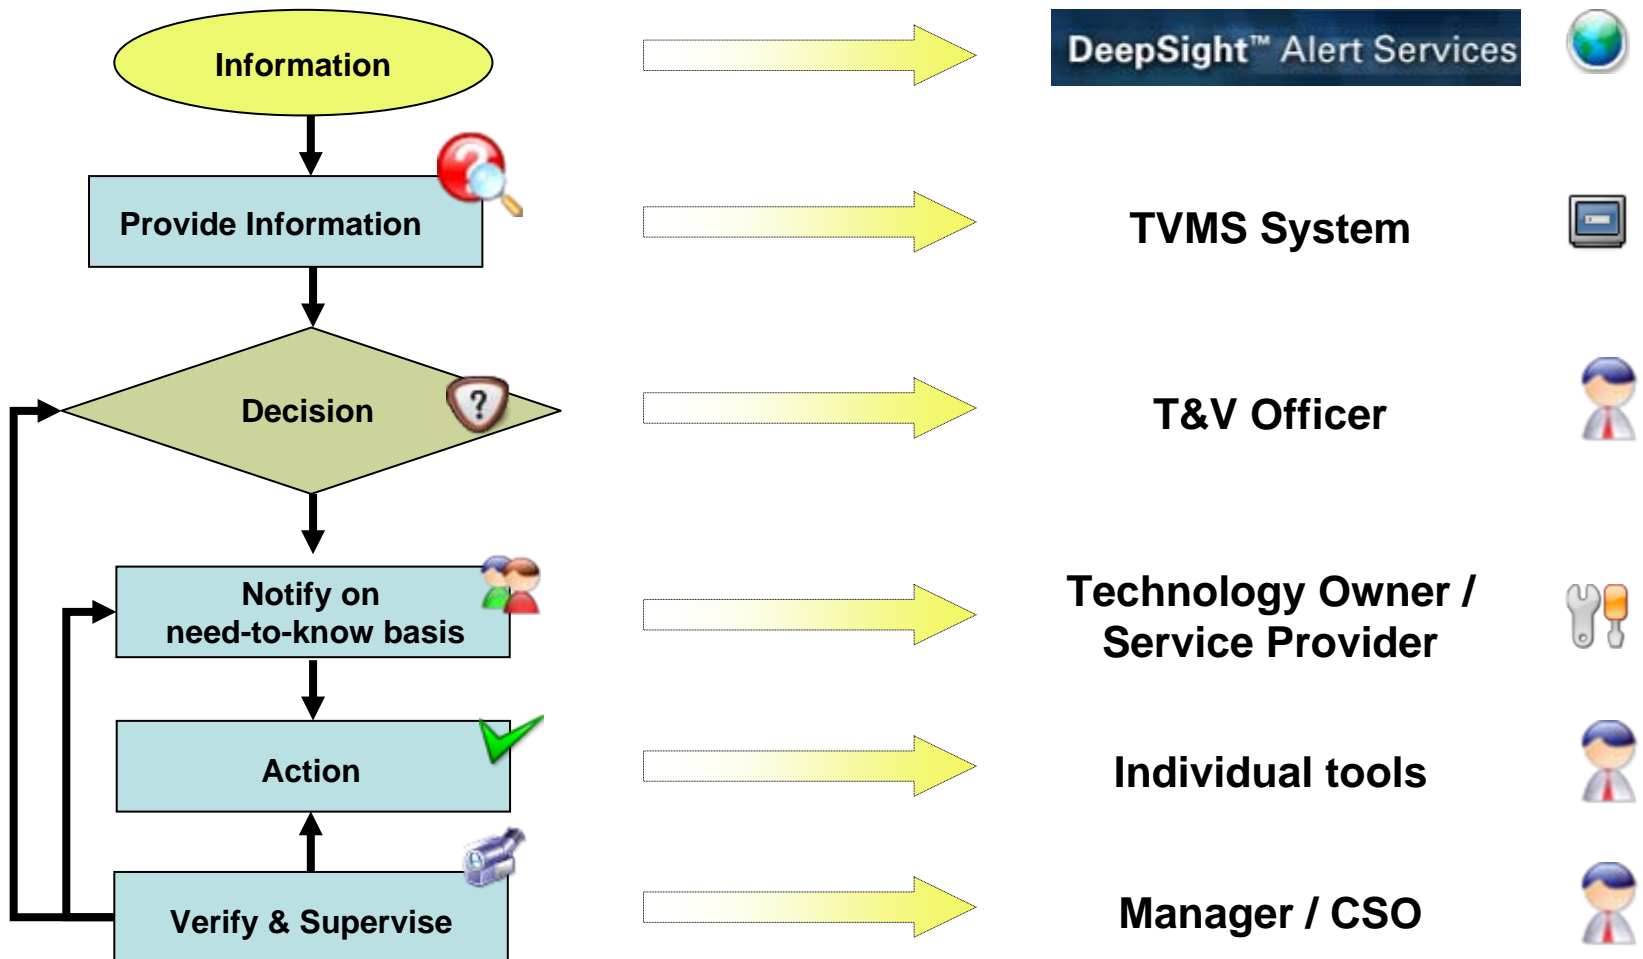 Information
DeepSight™ Alert Services
Provide Information
TVMS System
Decision
?
T&V Officer
Notify on
need-to-know basis
Technology Owner /
Service Provider
Action
Individual tools
Verify & Supervise
Manager / CSO